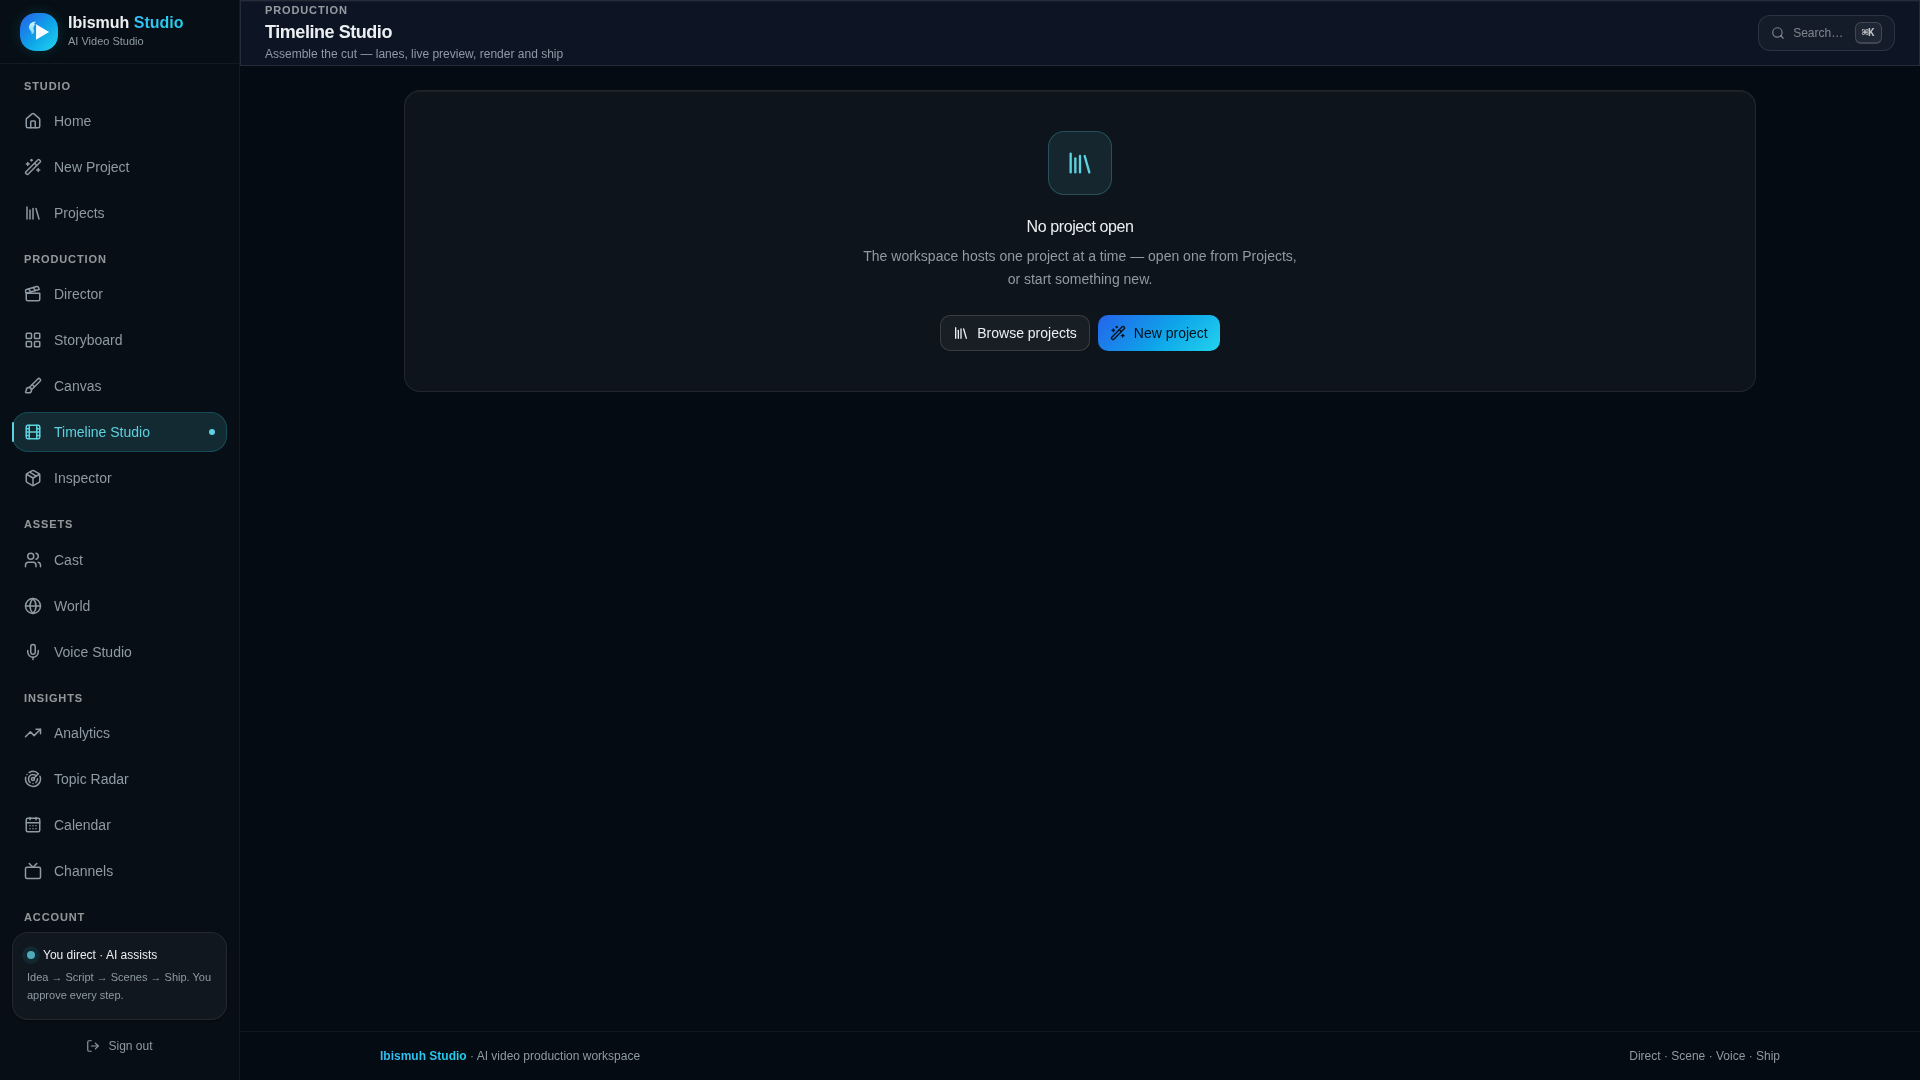 Ibismuh Studio
AI Video Studio
STUDIO
Home
New Project
Projects
PRODUCTION
Director
Storyboard
Canvas
Timeline Studio
Inspector
ASSETS
Cast
World
Voice Studio
INSIGHTS
Analytics
Topic Radar
Calendar
Channels
ACCOUNT
You direct · AI assists
Idea → Script → Scenes → Ship. You
approve every step.
Sign out
PRODUCTION
Timeline Studio
Assemble the cut — lanes, live preview, render and ship
Search…
⌘K
No project open
The workspace hosts one project at a time — open one from Projects,
or start something new.
Browse projects
New project
Ibismuh Studio · AI video production workspace
Direct · Scene · Voice · Ship